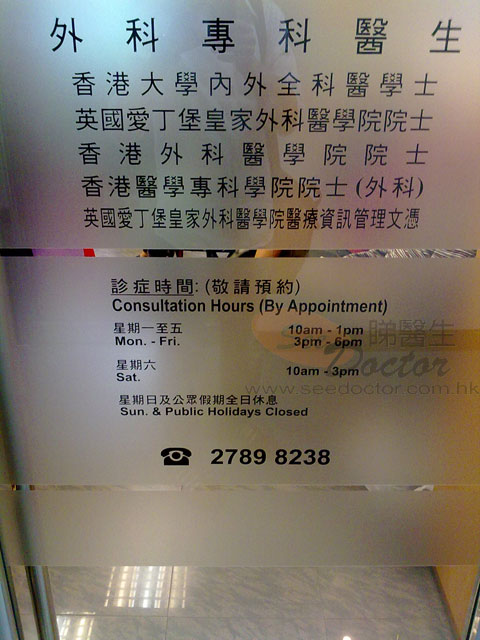 外科專科醫生
香港大學內外全科醫學士
英國愛丁堡皇家外科醫學院院士
香港外科醫學院院士
香港醫學專科學院院士(外科)
英國愛丁堡皇家外科醫學院醫療資訊管理文憑
診症時間:(敬請預約)
Consultation Hours (By Appointment)
星期一至五 10am - 1pm
Mon. - Fri. 3pm - 6pm
星期六
Sat. 10am - 3pm
星期日及公眾假期全日休息
Sun. & Public Holidays Closed
☎ 2789 8238
睇醫生
See Doctor
www.seedoctor.com.hk